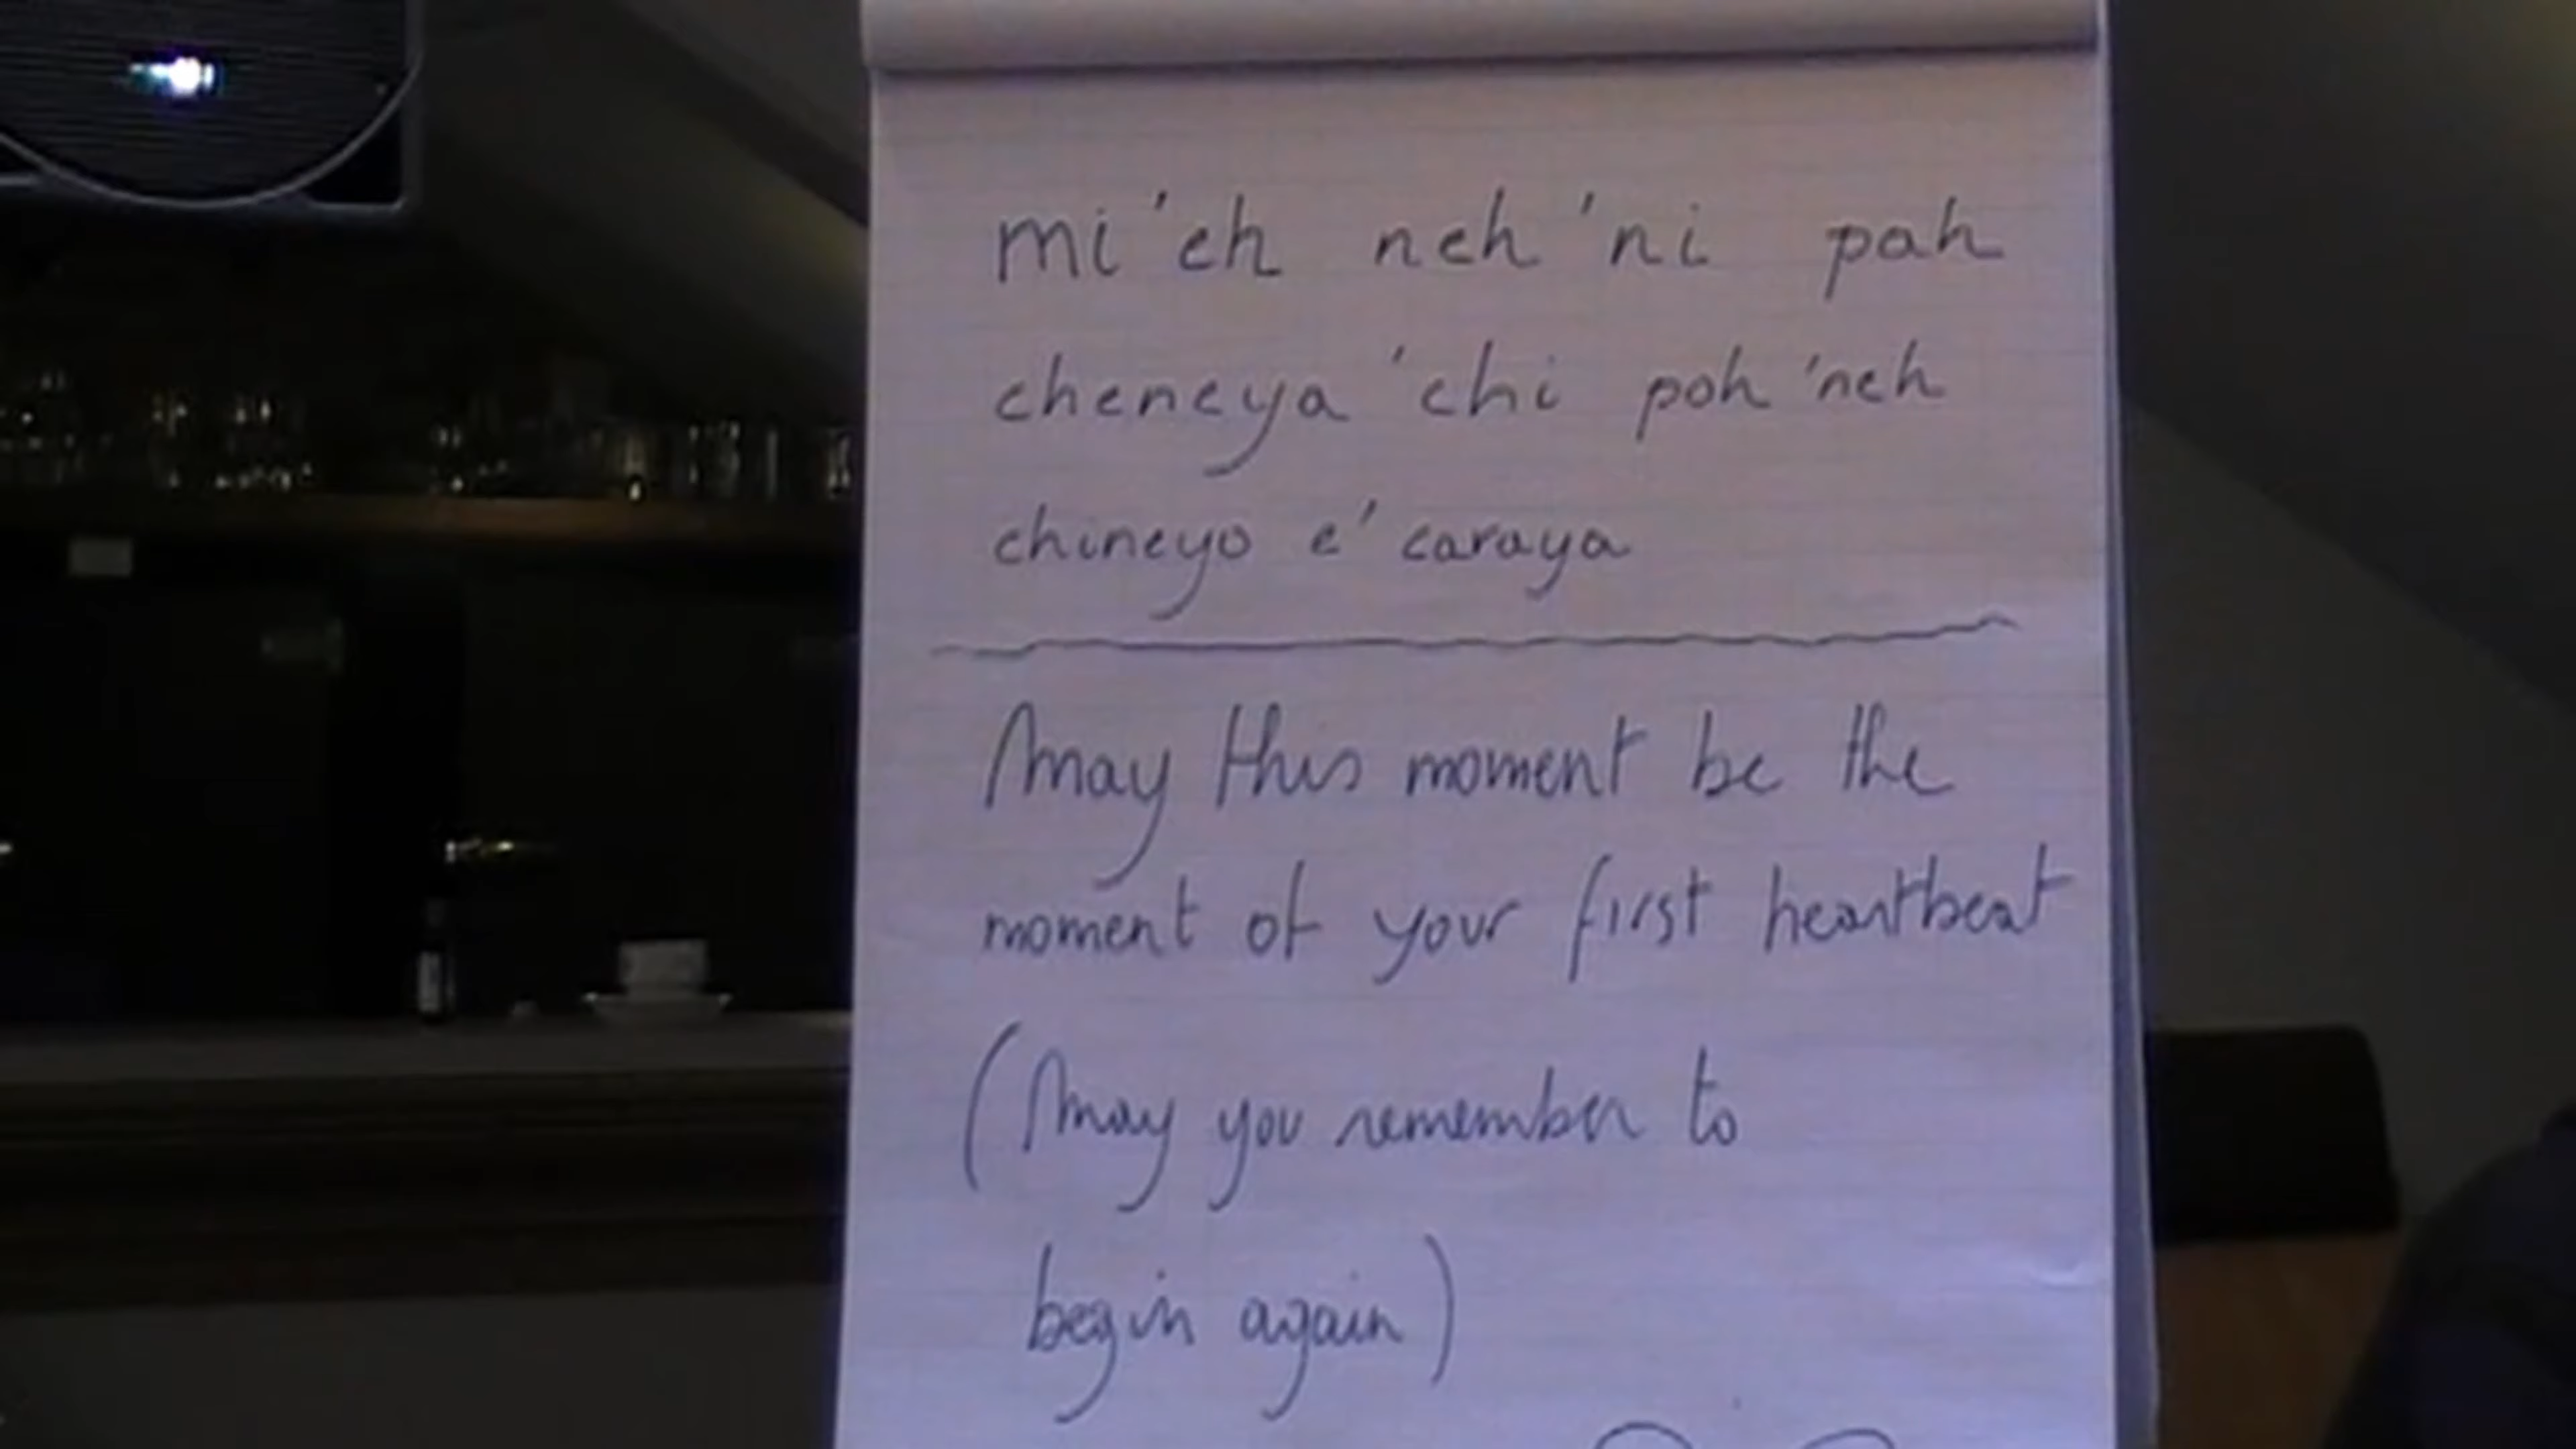 mi'eh neh'ni pah
cheneya'chi poh'neh
chineyo e'caraya
May this moment be the
moment of your first heartbeat
(May you remember to
begin again)